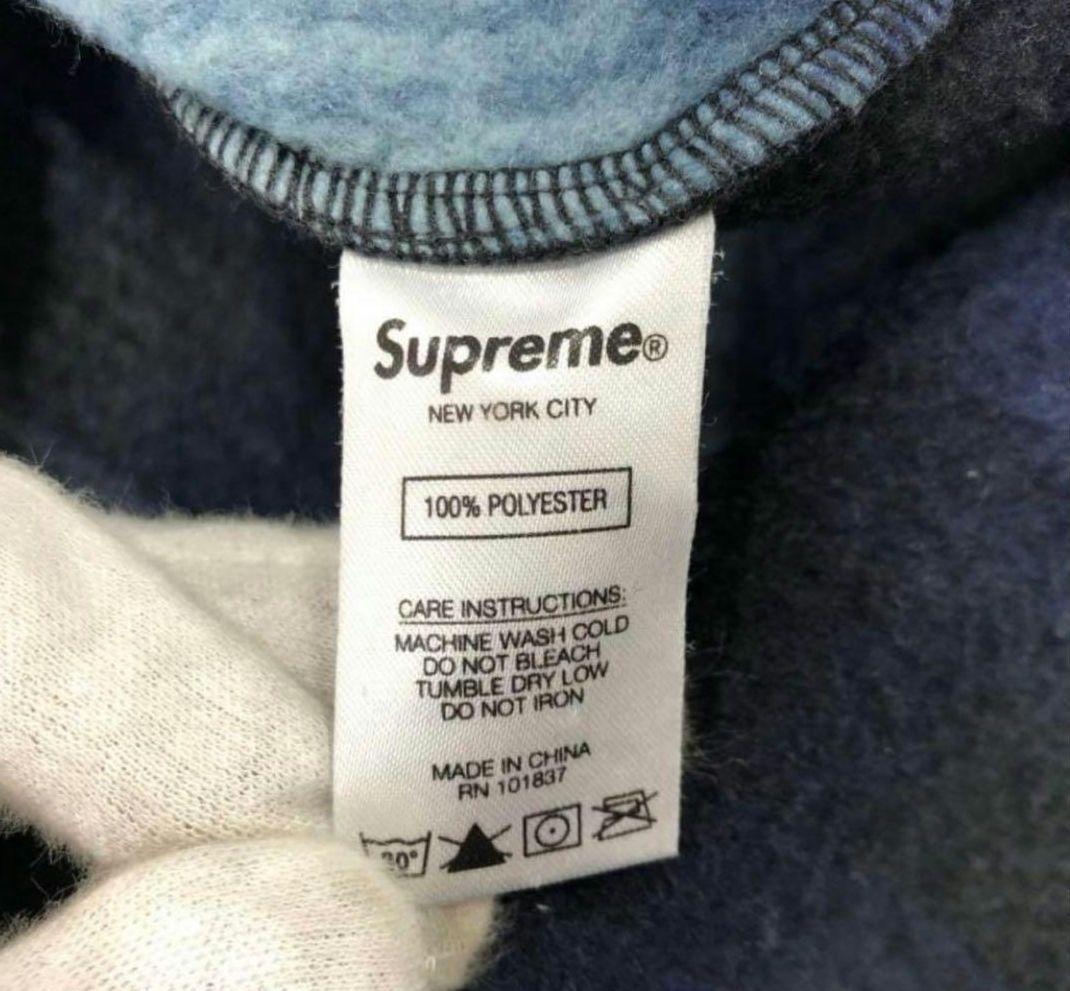 Supreme®
NEW YORK CITY
100% POLYESTER
CARE INSTRUCTIONS:
MACHINE WASH COLD
DO NOT BLEACH
TUMBLE DRY LOW
DO NOT IRON
MADE IN CHINA
RN 101837
30°